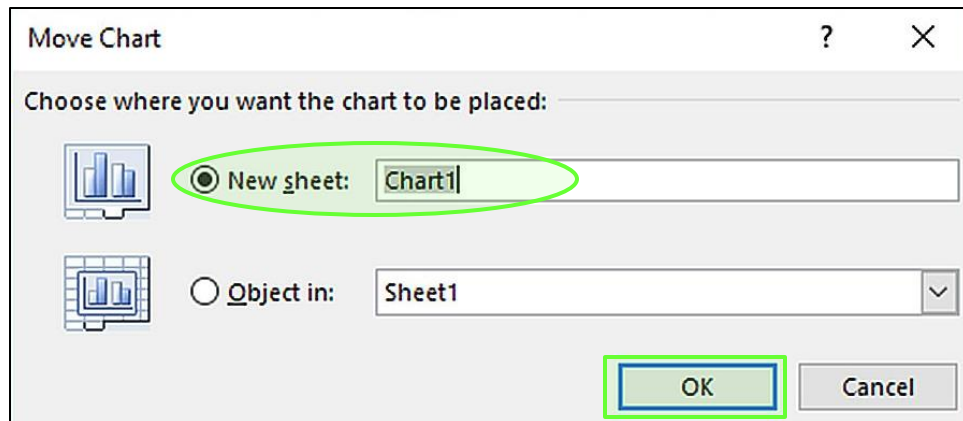 Move Chart ? X
Choose where you want the chart to be placed:
New sheet: Chart1
Object in: Sheet1
OK Cancel